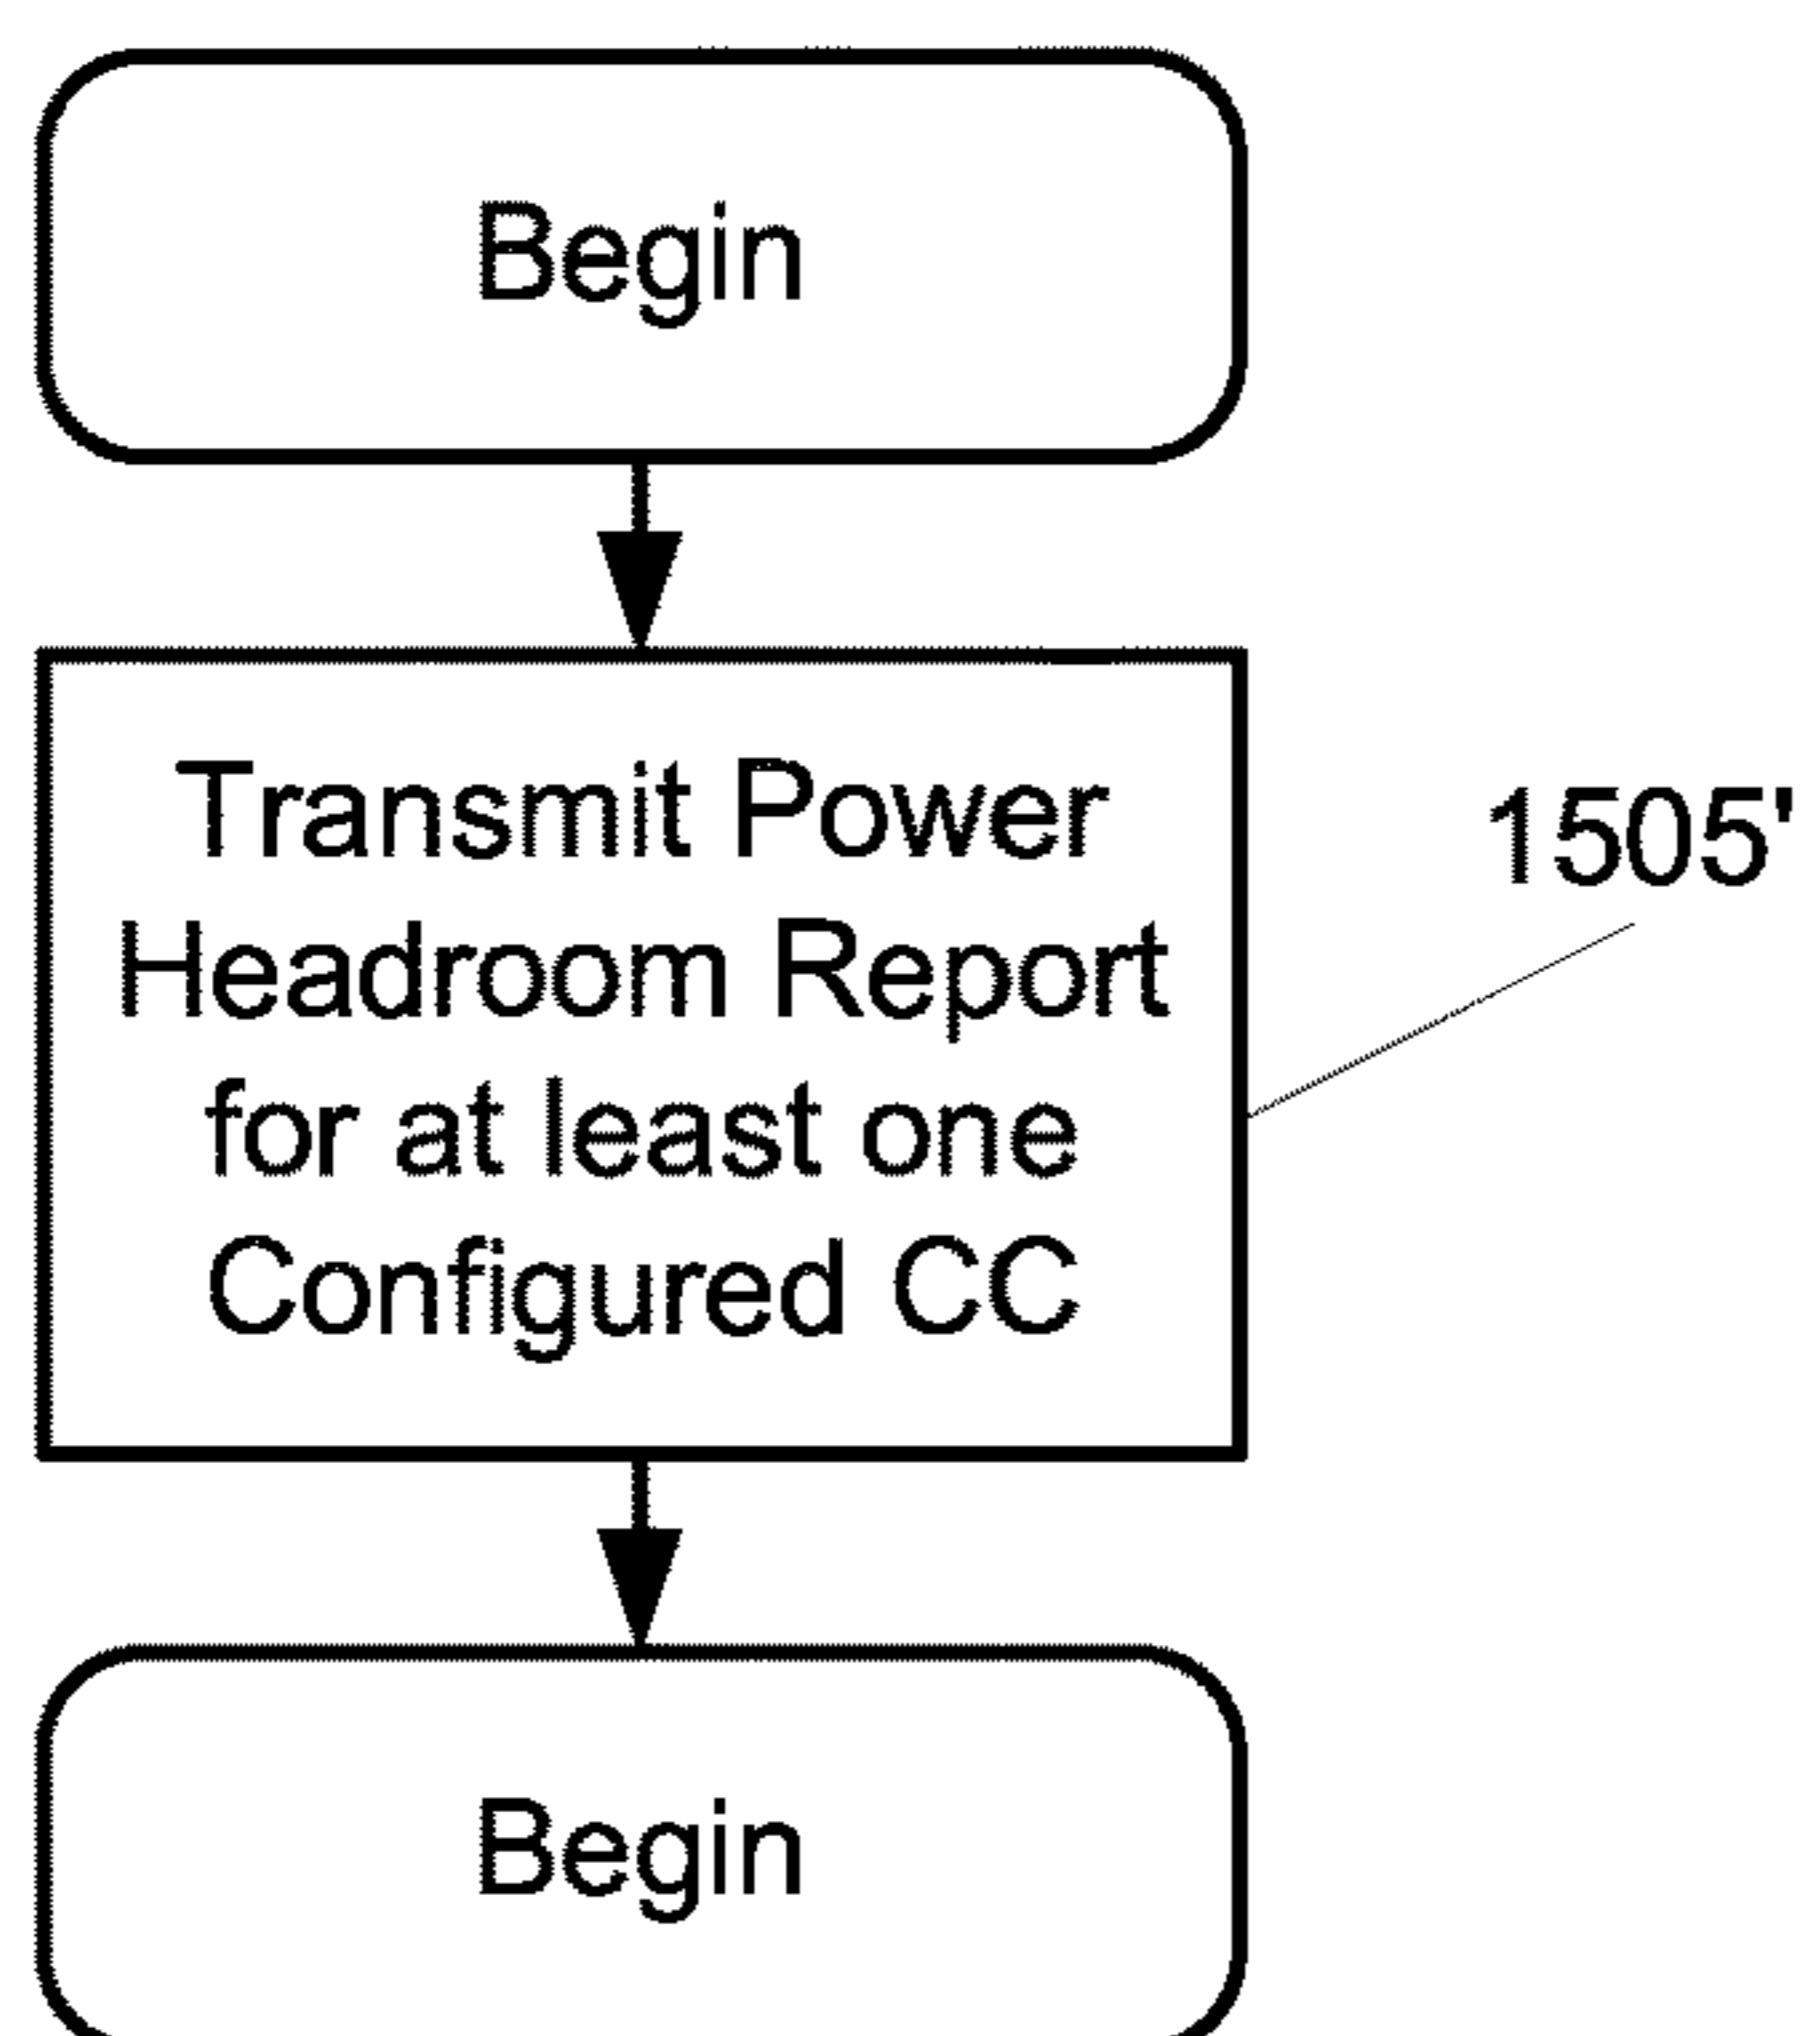 Begin
Transmit Power
Headroom Report
for at least one
Configured CC
1505'
Begin